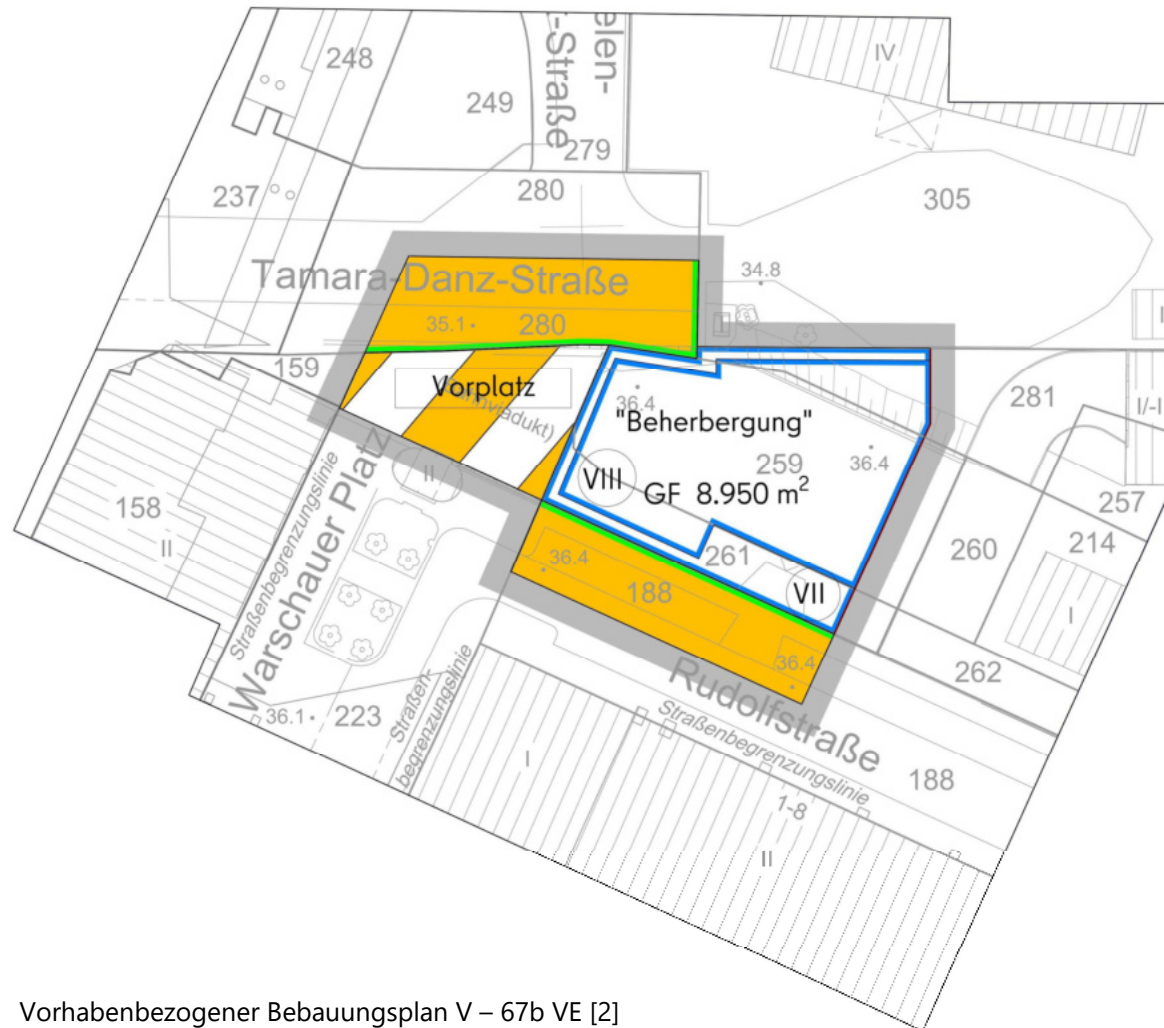 248
249
elen-
-Straße
279
IV
237
280
305
Tamara-Danz-Straße
34.8
35.1
280
159
Vorplatz
viadukt)
36.4
"Beherbergung"
259
36.4
281
I/-I
VIII
GF 8.950 m²
257
158
II
Straßenbegrenzungslinie
Warschauer Platz
II
36.4
188
261
VII
260
214
I
36.4
262
Rudolfstraße
Straßenbegrenzungslinie
188
36.1
223
Straßen-
begrenzungslinie
I
1-8
II
Vorhabenbezogener Bebauungsplan V – 67b VE [2]